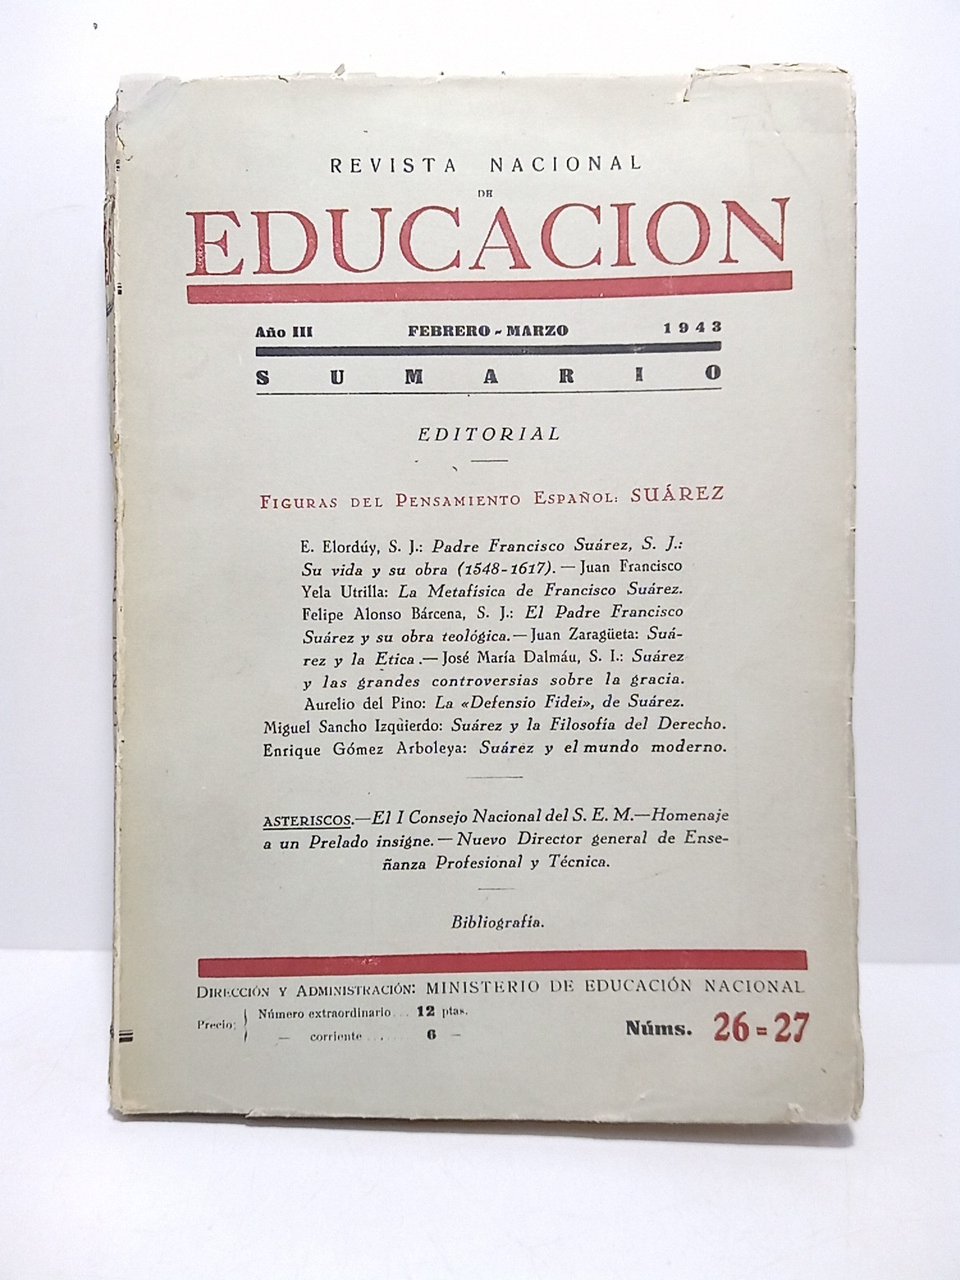 REVISTA NACIONAL
DE
EDUCACION
Año III FEBRERO-MARZO 1943
SUMARIO
EDITORIAL
FIGURAS DEL PENSAMIENTO ESPAÑOL: SUÁREZ
E. Elordúy, S. J.: Padre Francisco Suárez, S. J.:
Su vida y su obra (1548-1617).—Juan Francisco
Yela Utrilla: La Metafísica de Francisco Suárez.
Felipe Alonso Bárcena, S. J.: El Padre Francisco
Suárez y su obra teológica.—Juan Zaragüeta: Suá-
rez y la Etica.—José María Dalmáu, S. I.: Suárez
y las grandes controversias sobre la gracia.
Aurelio del Pino: La «Defensio Fidei», de Suárez.
Miguel Sancho Izquierdo: Suárez y la Filosofía del Derecho.
Enrique Gómez Arboleya: Suárez y el mundo moderno.
ASTERISCOS.—El I Consejo Nacional del S. E. M.—Homenaje
a un Prelado insigne.—Nuevo Director general de Ense-
ñanza Profesional y Técnica.
Bibliografía.
DIRECCIÓN Y ADMINISTRACIÓN: MINISTERIO DE EDUCACIÓN NACIONAL
Precio: { Número extraordinario... 12 ptas.
— corriente ...... 6 —
Núms. 26=27